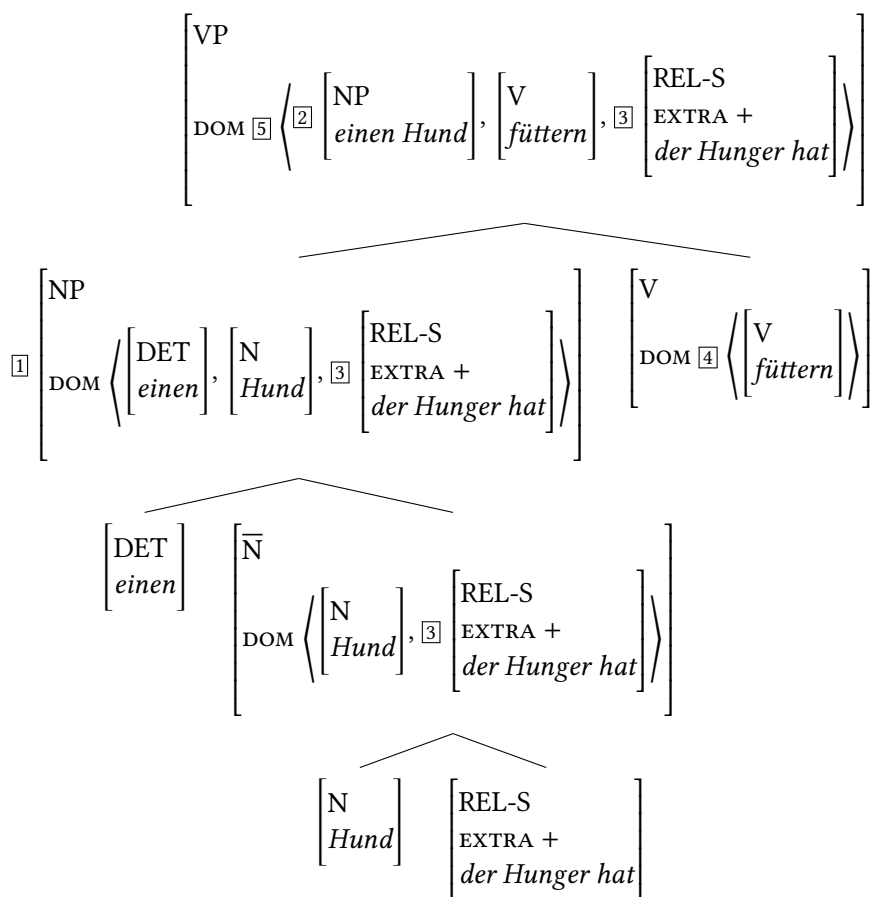 VP
DOM 5 ⟨ 2 [NP einen Hund], [V füttern], 3 [REL-S EXTRA + der Hunger hat] ⟩
1 NP
DOM ⟨ [DET einen], [N Hund], 3 [REL-S EXTRA + der Hunger hat] ⟩
V
DOM 4 ⟨ [V füttern] ⟩
DET
einen
N̅
DOM ⟨ [N Hund], 3 [REL-S EXTRA + der Hunger hat] ⟩
N
Hund
REL-S
EXTRA +
der Hunger hat